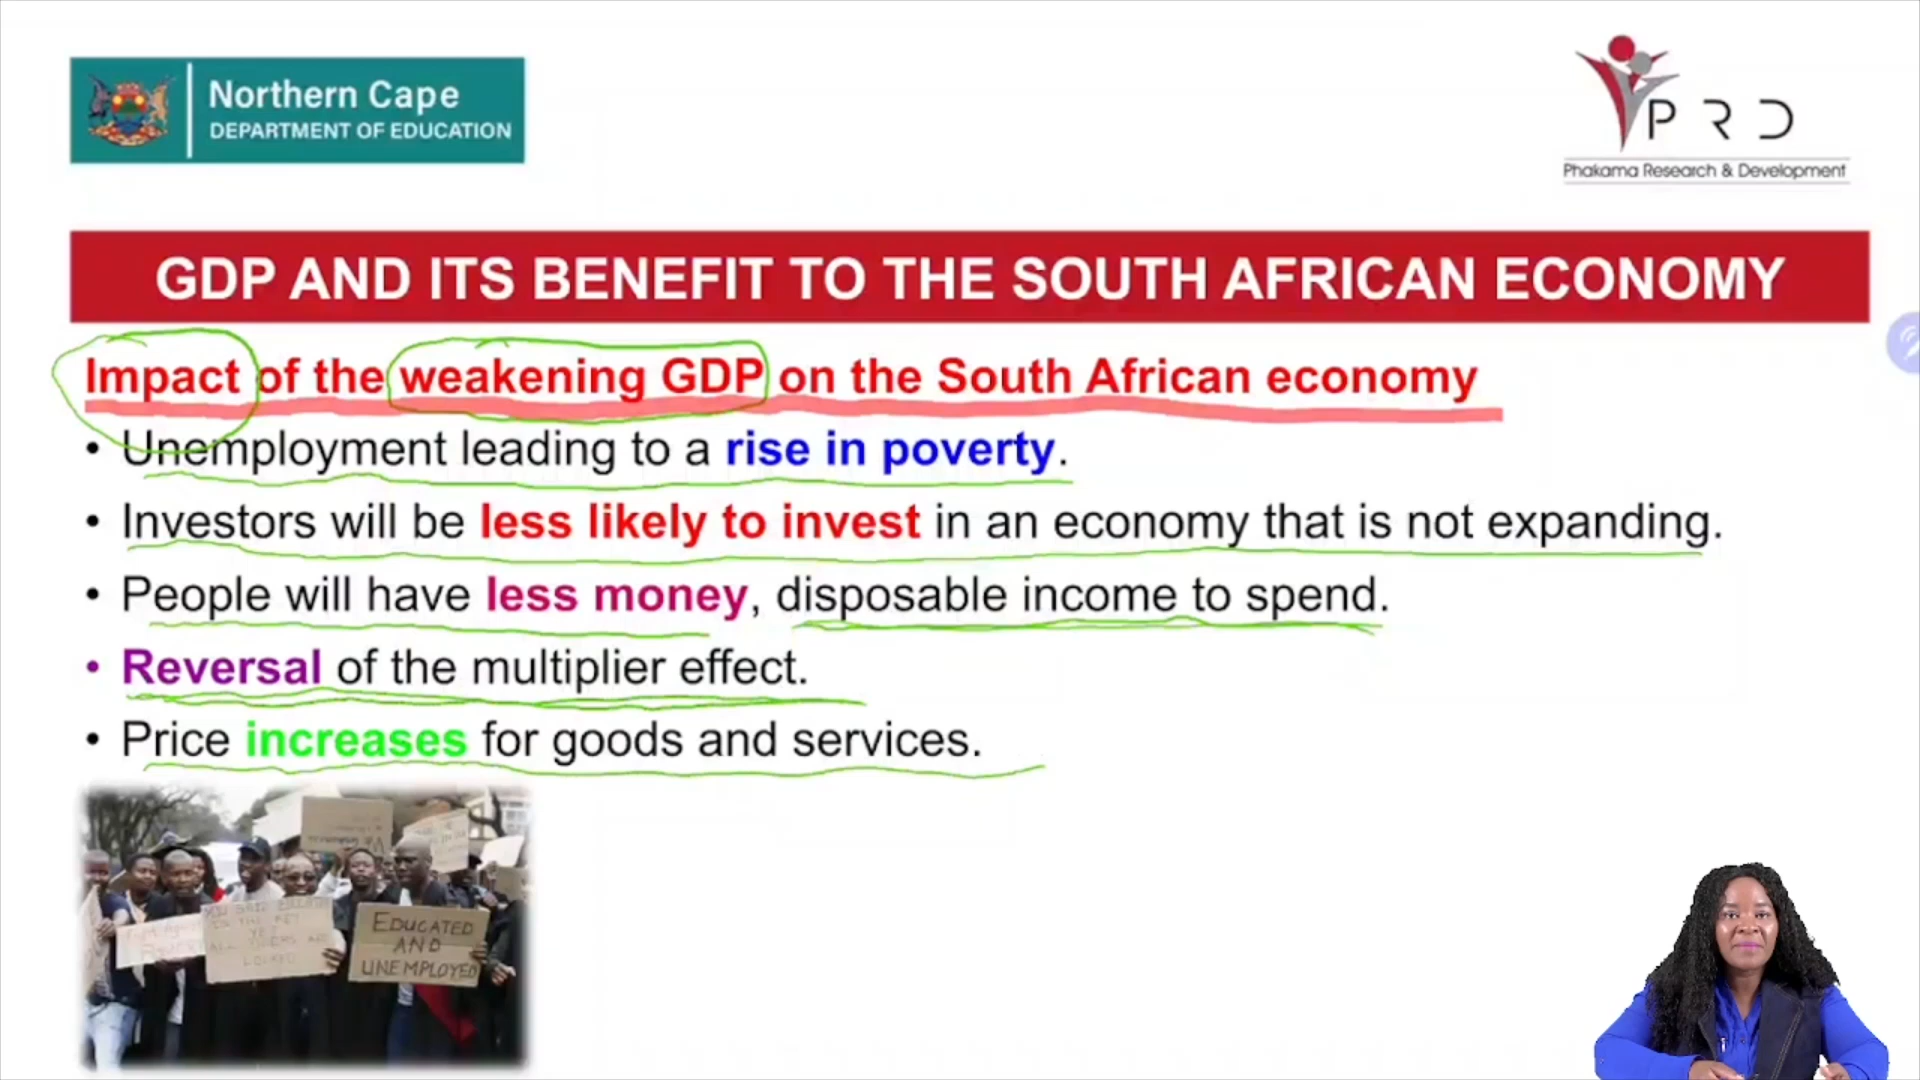 Northern Cape
DEPARTMENT OF EDUCATION
PRD
Phakama Research & Development
GDP AND ITS BENEFIT TO THE SOUTH AFRICAN ECONOMY
Impact of the weakening GDP on the South African economy
• Unemployment leading to a rise in poverty.
• Investors will be less likely to invest in an economy that is not expanding.
• People will have less money, disposable income to spend.
• Reversal of the multiplier effect.
• Price increases for goods and services.
EDUCATED
AND
UNEMPLOYED